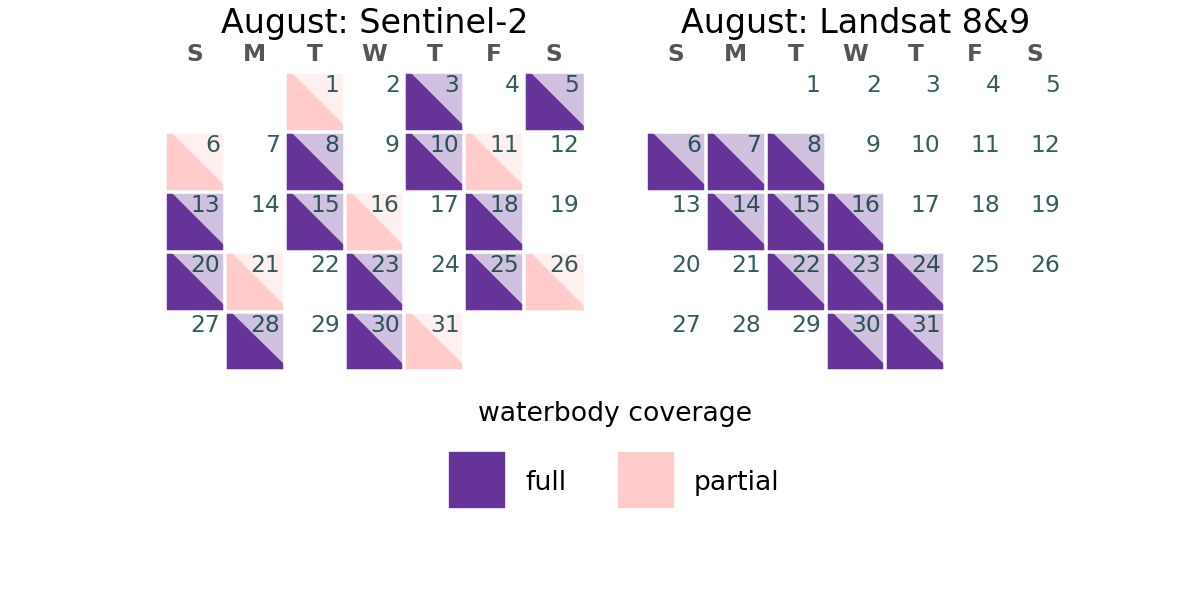 August: Sentinel-2
S M T W T F S
1 2 3 4 5
6 7 8 9 10 11 12
13 14 15 16 17 18 19
20 21 22 23 24 25 26
27 28 29 30 31
August: Landsat 8&9
S M T W T F S
1 2 3 4 5
6 7 8 9 10 11 12
13 14 15 16 17 18 19
20 21 22 23 24 25 26
27 28 29 30 31
waterbody coverage
full partial